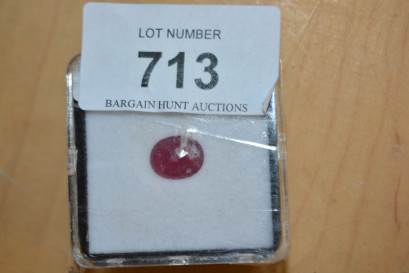 LOT NUMBER
713
BARGAIN HUNT AUCTIONS